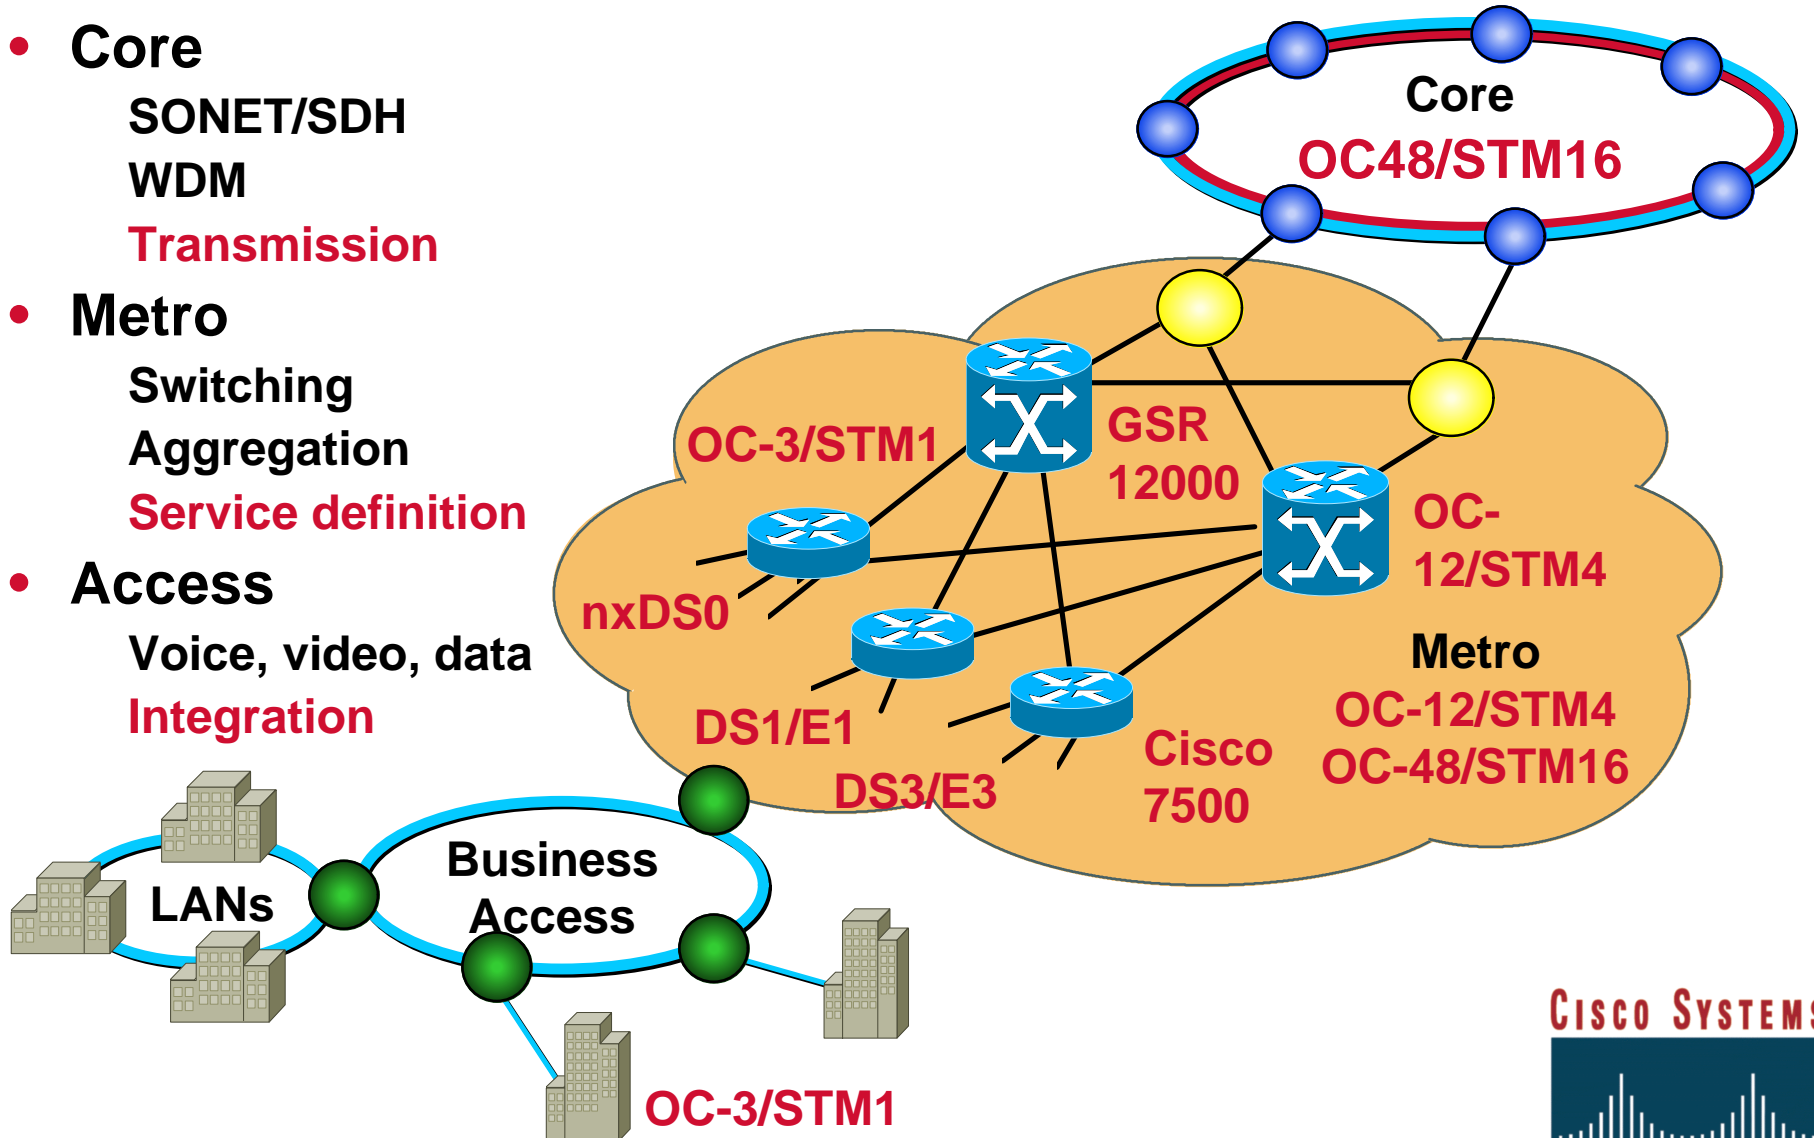 • Core
SONET/SDH
WDM
Transmission
• Metro
Switching
Aggregation
Service definition
• Access
Voice, video, data
Integration
Core
OC48/STM16
OC-3/STM1
GSR
12000
OC-
12/STM4
nxDS0
DS1/E1
DS3/E3
Cisco
7500
Metro
OC-12/STM4
OC-48/STM16
LANs
Business
Access
OC-3/STM1
CISCO SYSTEMS